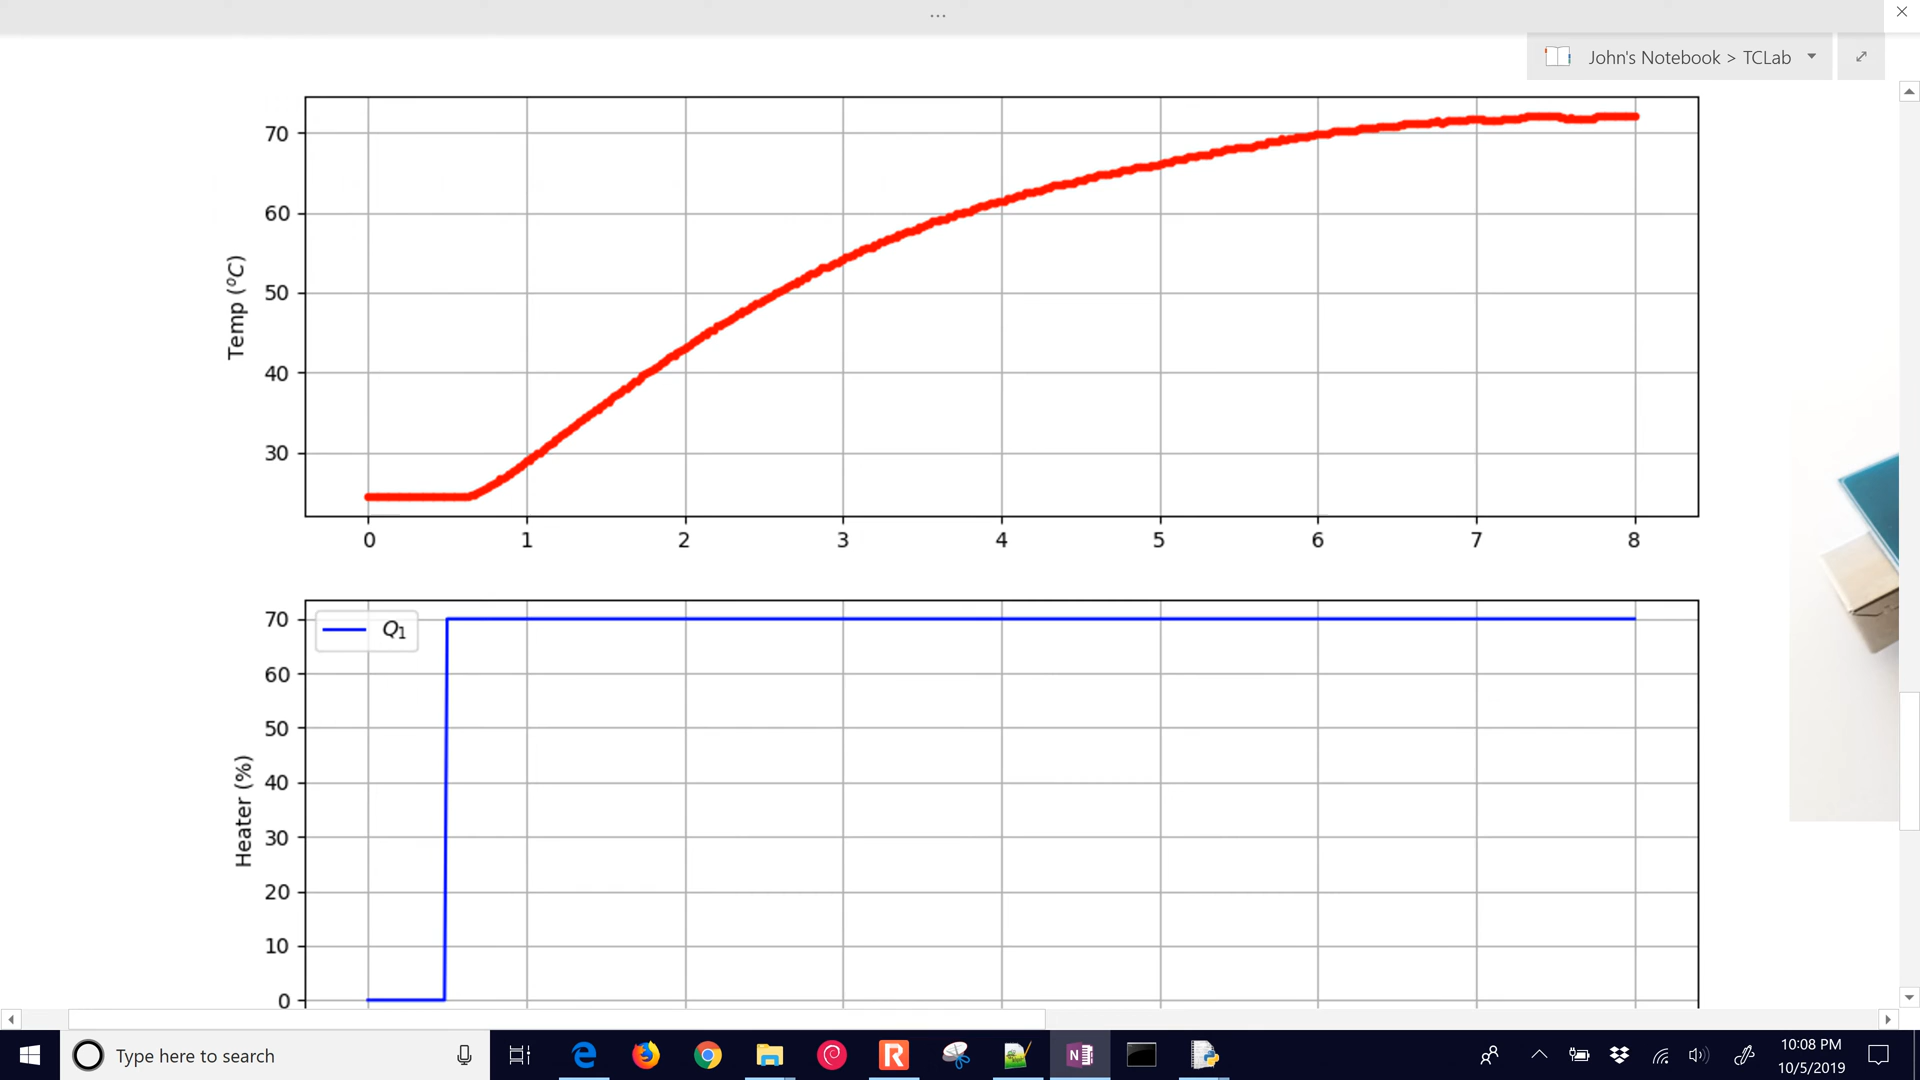 ...
John's Notebook > TCLab
70
60
50
40
30
Temp (°C)
0 1 2 3 4 5 6 7 8
Q1
70
60
50
40
30
20
10
0
Heater (%)
Type here to search
10:08 PM
10/5/2019